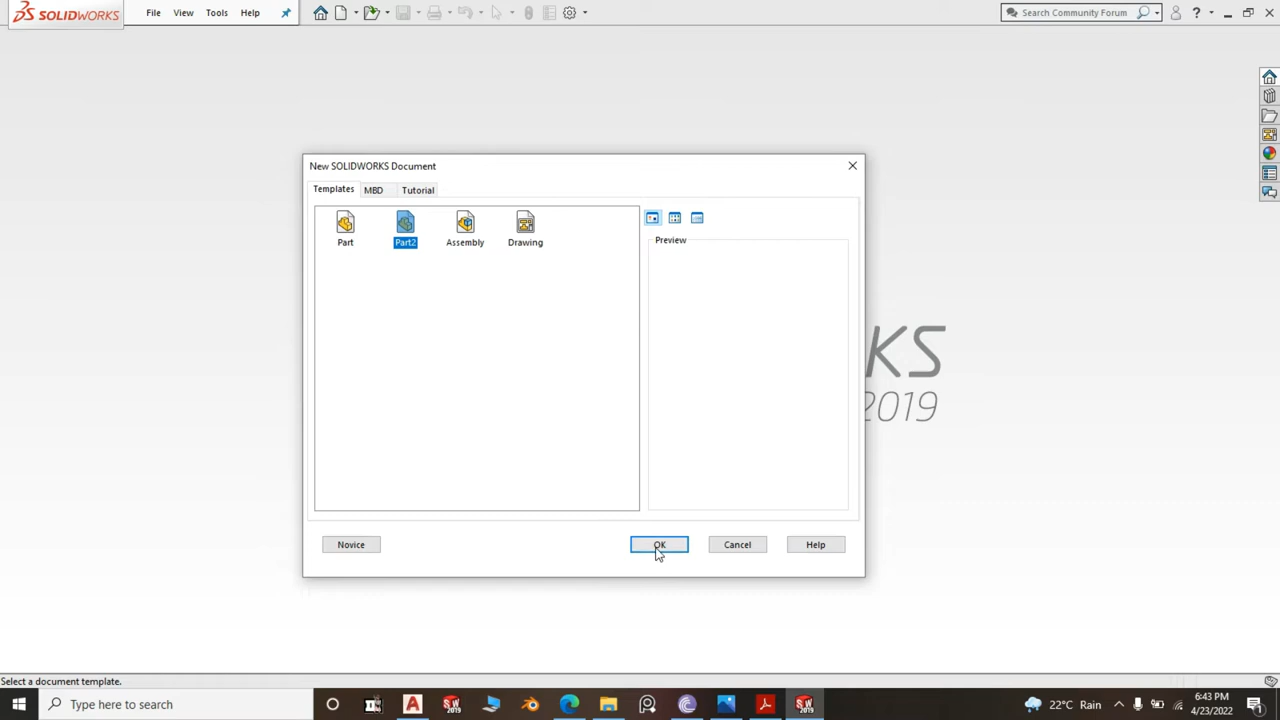 SOLIDWORKS File View Tools Help Search Community Forum ?
New SOLIDWORKS Document
Templates MBD Tutorial
Preview
Part Part2 Assembly Drawing
KS
2019
Novice OK Cancel Help
Select a document template.
Type here to search 22°C Rain 6:43 PM
4/23/2022